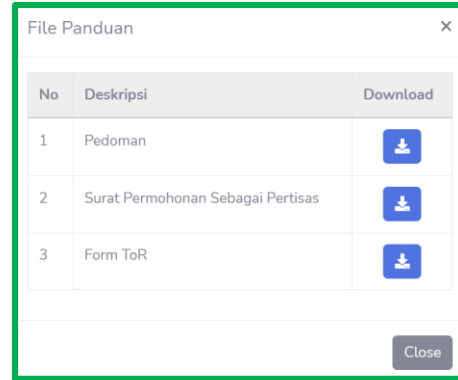 File Panduan ×
No Deskripsi Download
1 Pedoman
2 Surat Permohonan Sebagai Pertisas
3 Form ToR
Close